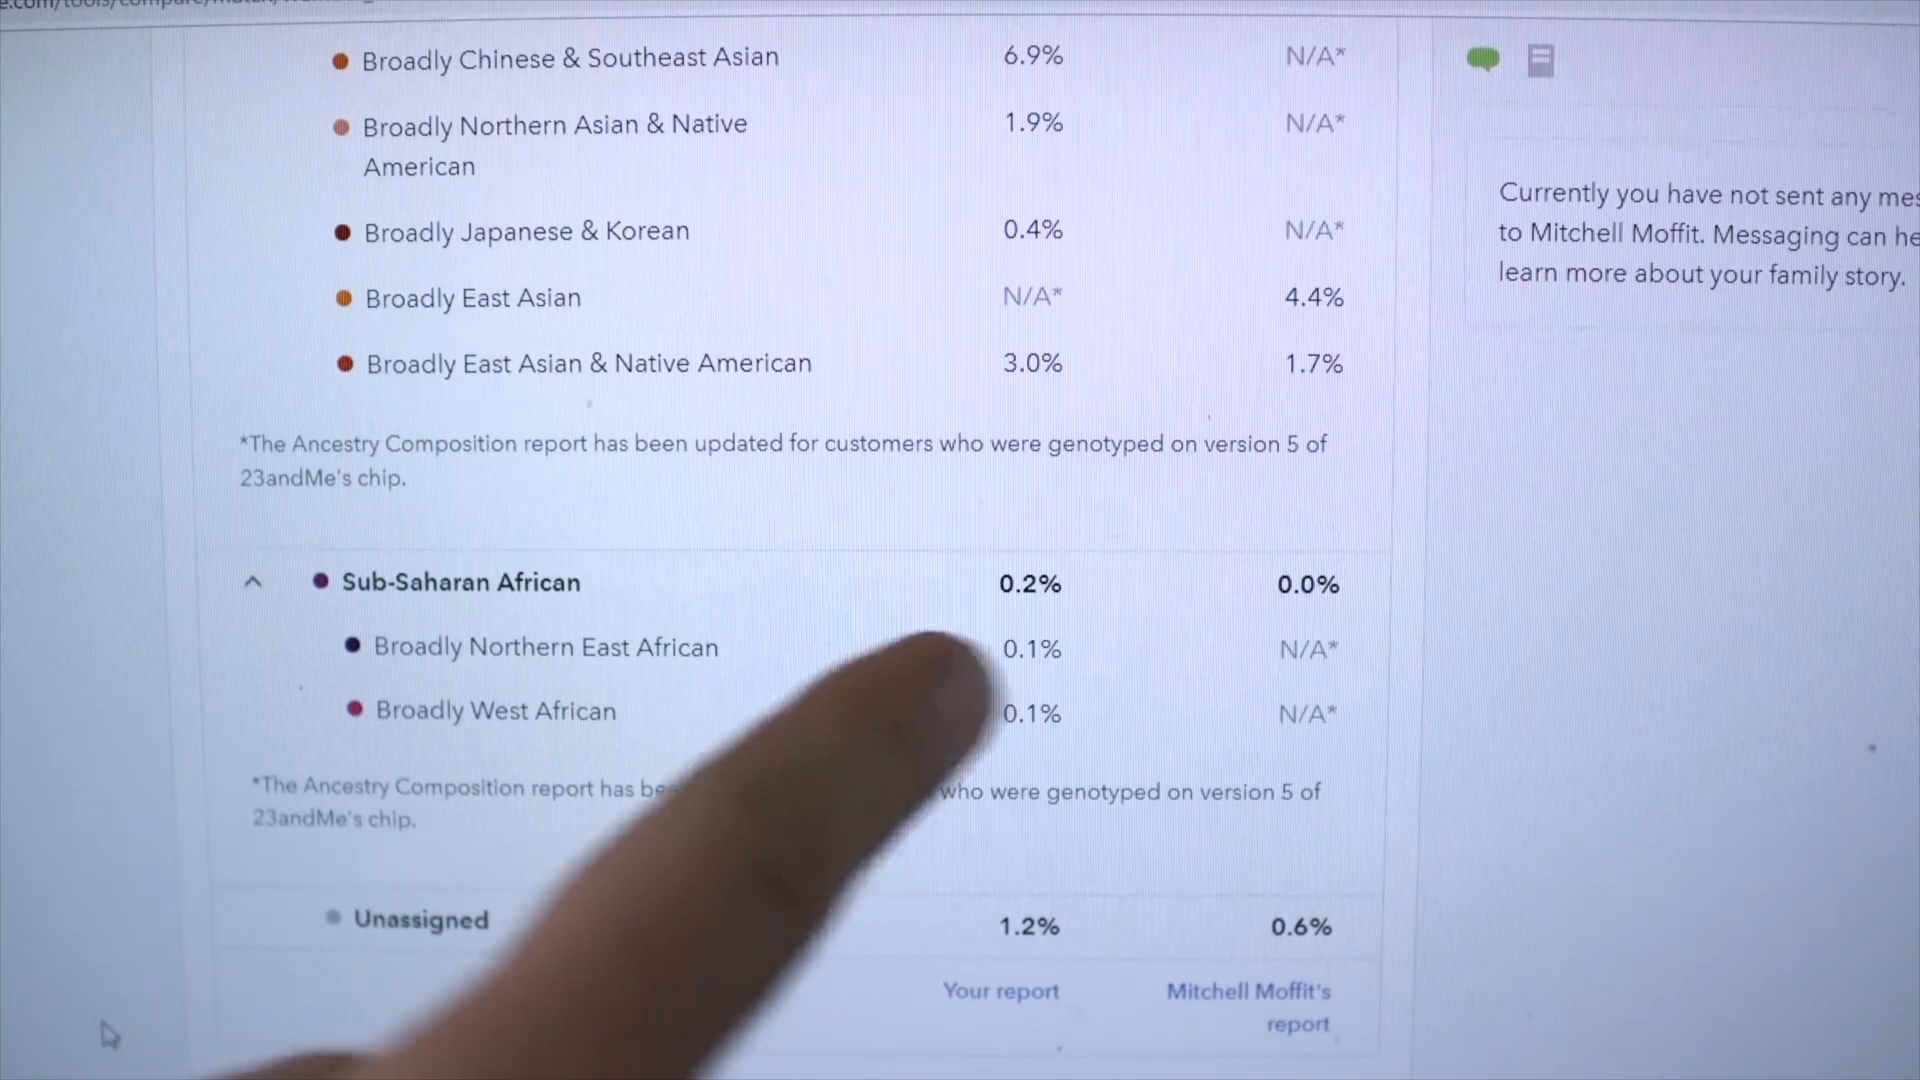 Broadly Chinese & Southeast Asian 6.9% N/A*
Broadly Northern Asian & Native American 1.9% N/A*
Broadly Japanese & Korean 0.4% N/A*
Broadly East Asian N/A* 4.4%
Broadly East Asian & Native American 3.0% 1.7%
*The Ancestry Composition report has been updated for customers who were genotyped on version 5 of
23andMe's chip.
Sub-Saharan African 0.2% 0.0%
Broadly Northern East African 0.1% N/A*
Broadly West African 0.1% N/A*
*The Ancestry Composition report has who were genotyped on version 5 of
23andMe's chip.
Unassigned 1.2% 0.6%
Your report Mitchell Moffit's
report
Currently you have not sent any
to Mitchell Moffit. Messaging can
learn more about your family story.